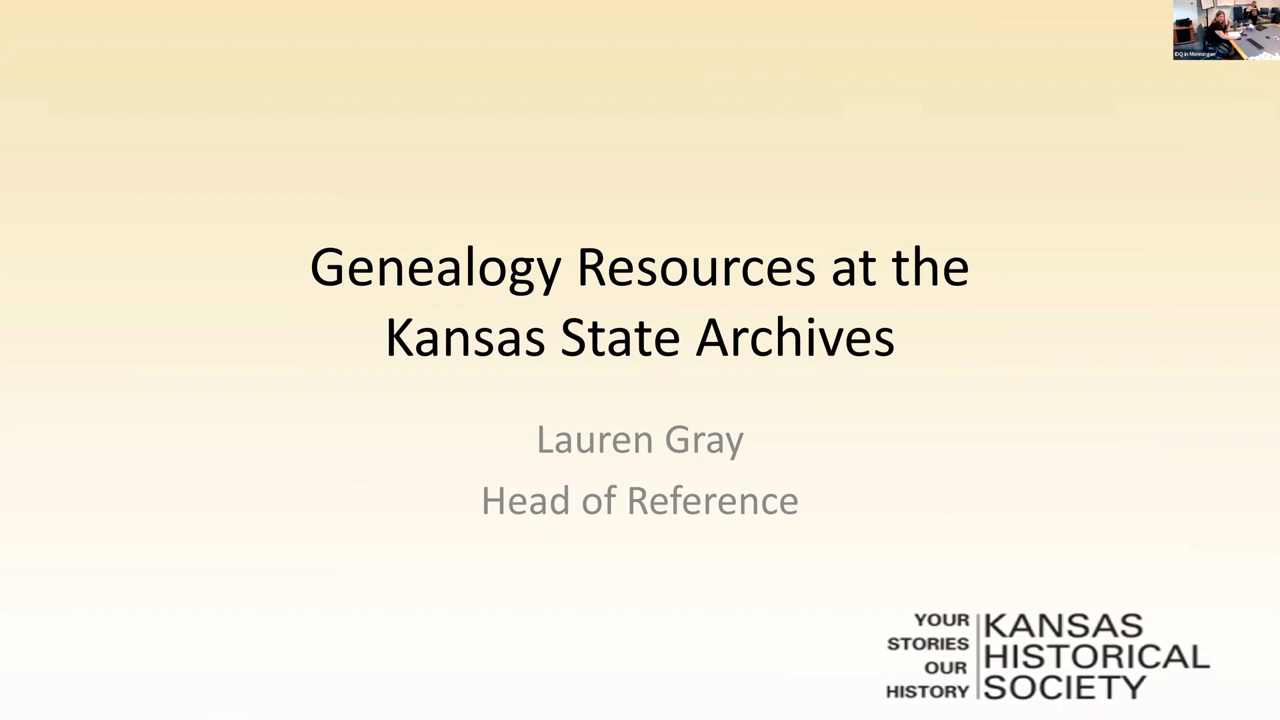 Genealogy Resources at the
Kansas State Archives
Lauren Gray
Head of Reference
YOUR
STORIES
OUR
HISTORY
KANSAS
HISTORICAL
SOCIETY